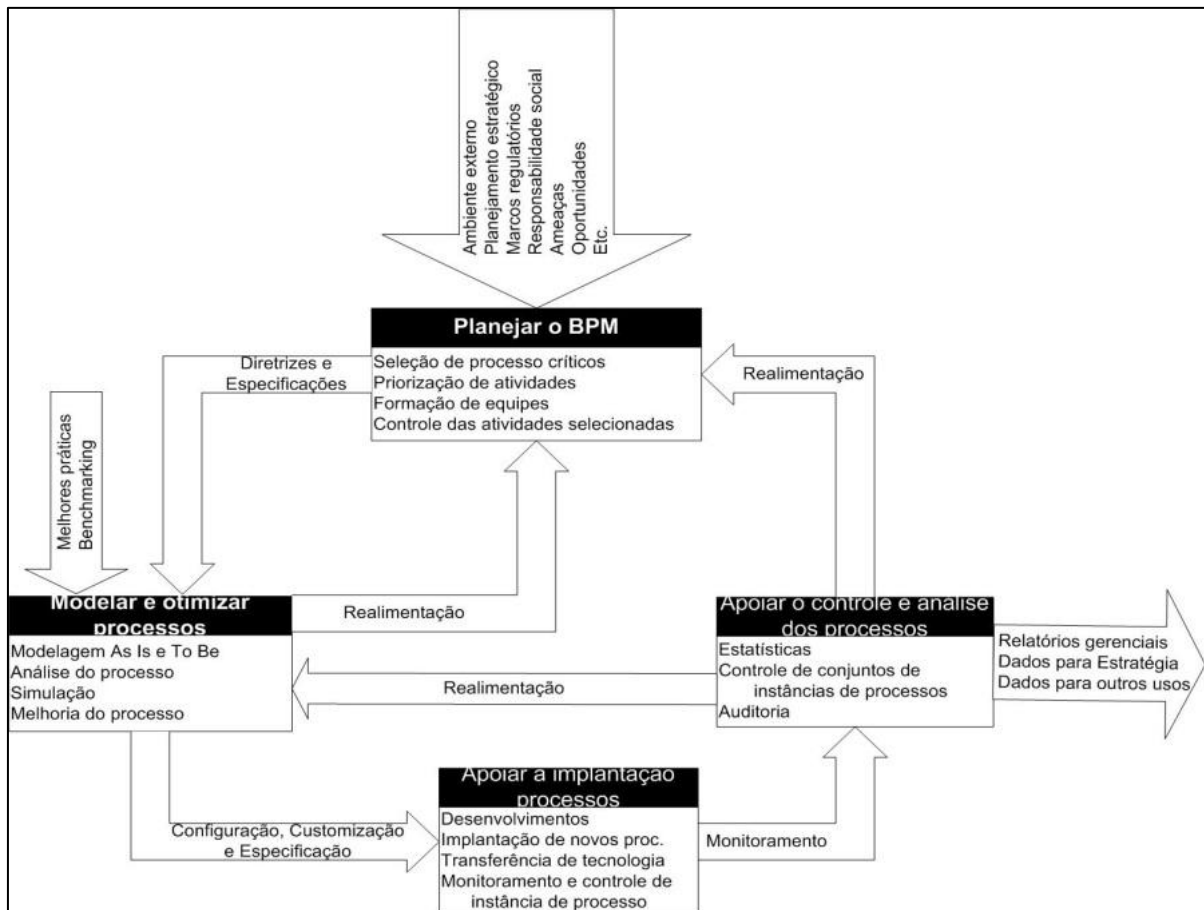 Ambiente externo
Planejamento estratégico
Marcos regulatórios
Responsabilidade social
Ameaças
Oportunidades
Etc.
Planejar o BPM
Seleção de processo críticos
Priorização de atividades
Formação de equipes
Controle das atividades selecionadas
Diretrizes e
Especificações
Realimentação
Melhores práticas
Benchmarking
Modelar e otimizar
processos
Modelagem As Is e To Be
Análise do processo
Simulação
Melhoria do processo
Realimentação
Realimentação
Apoiar o controle e análise
dos processos
Estatísticas
Controle de conjuntos de
instâncias de processos
Auditoria
Relatórios gerenciais
Dados para Estratégia
Dados para outros usos
Configuração, Customização
e Especificação
Apoiar a implantação
processos
Desenvolvimentos
Implantação de novos proc.
Transferência de tecnologia
Monitoramento e controle de
instância de processo
Monitoramento